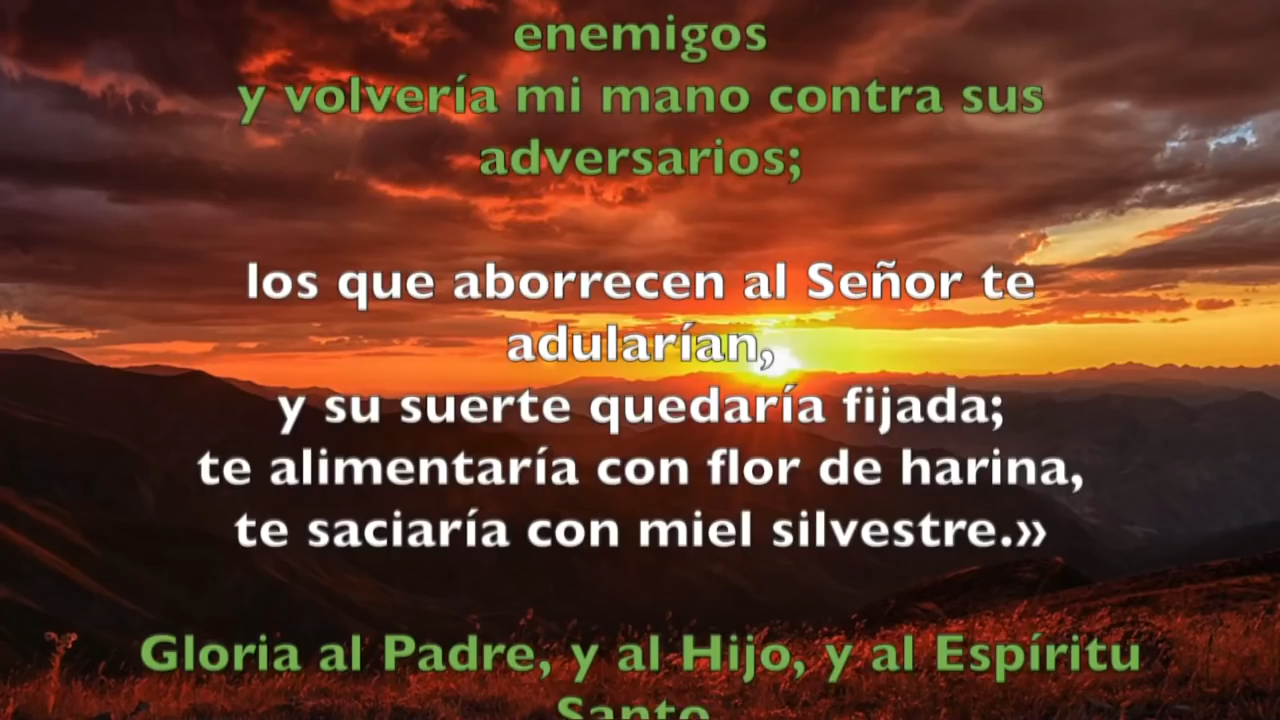 enemigos
y volvería mi mano contra sus
adversarios;
los que aborrecen al Señor te
adularían,
y su suerte quedaría fijada;
te alimentaría con flor de harina,
te saciaría con miel silvestre.»
Gloria al Padre, y al Hijo, y al Espíritu
Santo